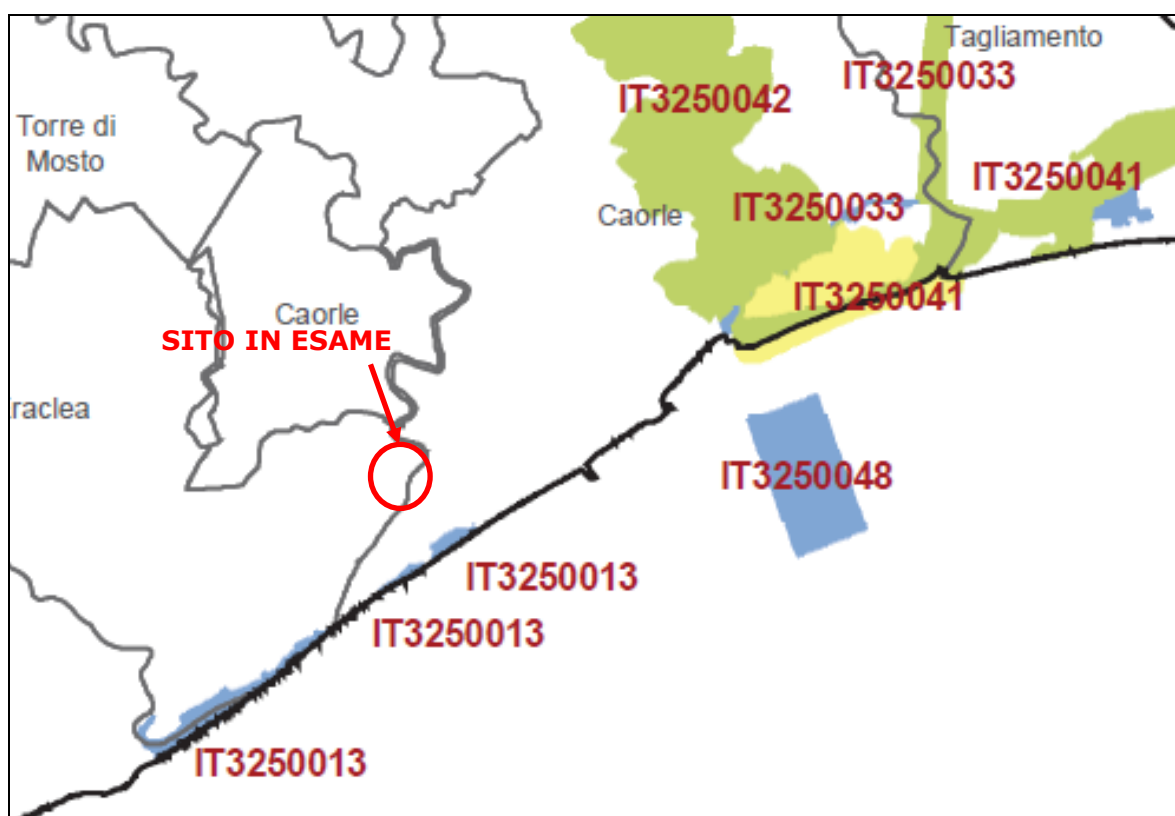 Tagliamento
IT3250033
IT3250042
Torre di
Mosto
IT3250041
IT3250033
Caorle
IT3250041
Caorle
SITO IN ESAME
raclea
IT3250048
IT3250013
IT3250013
IT3250013